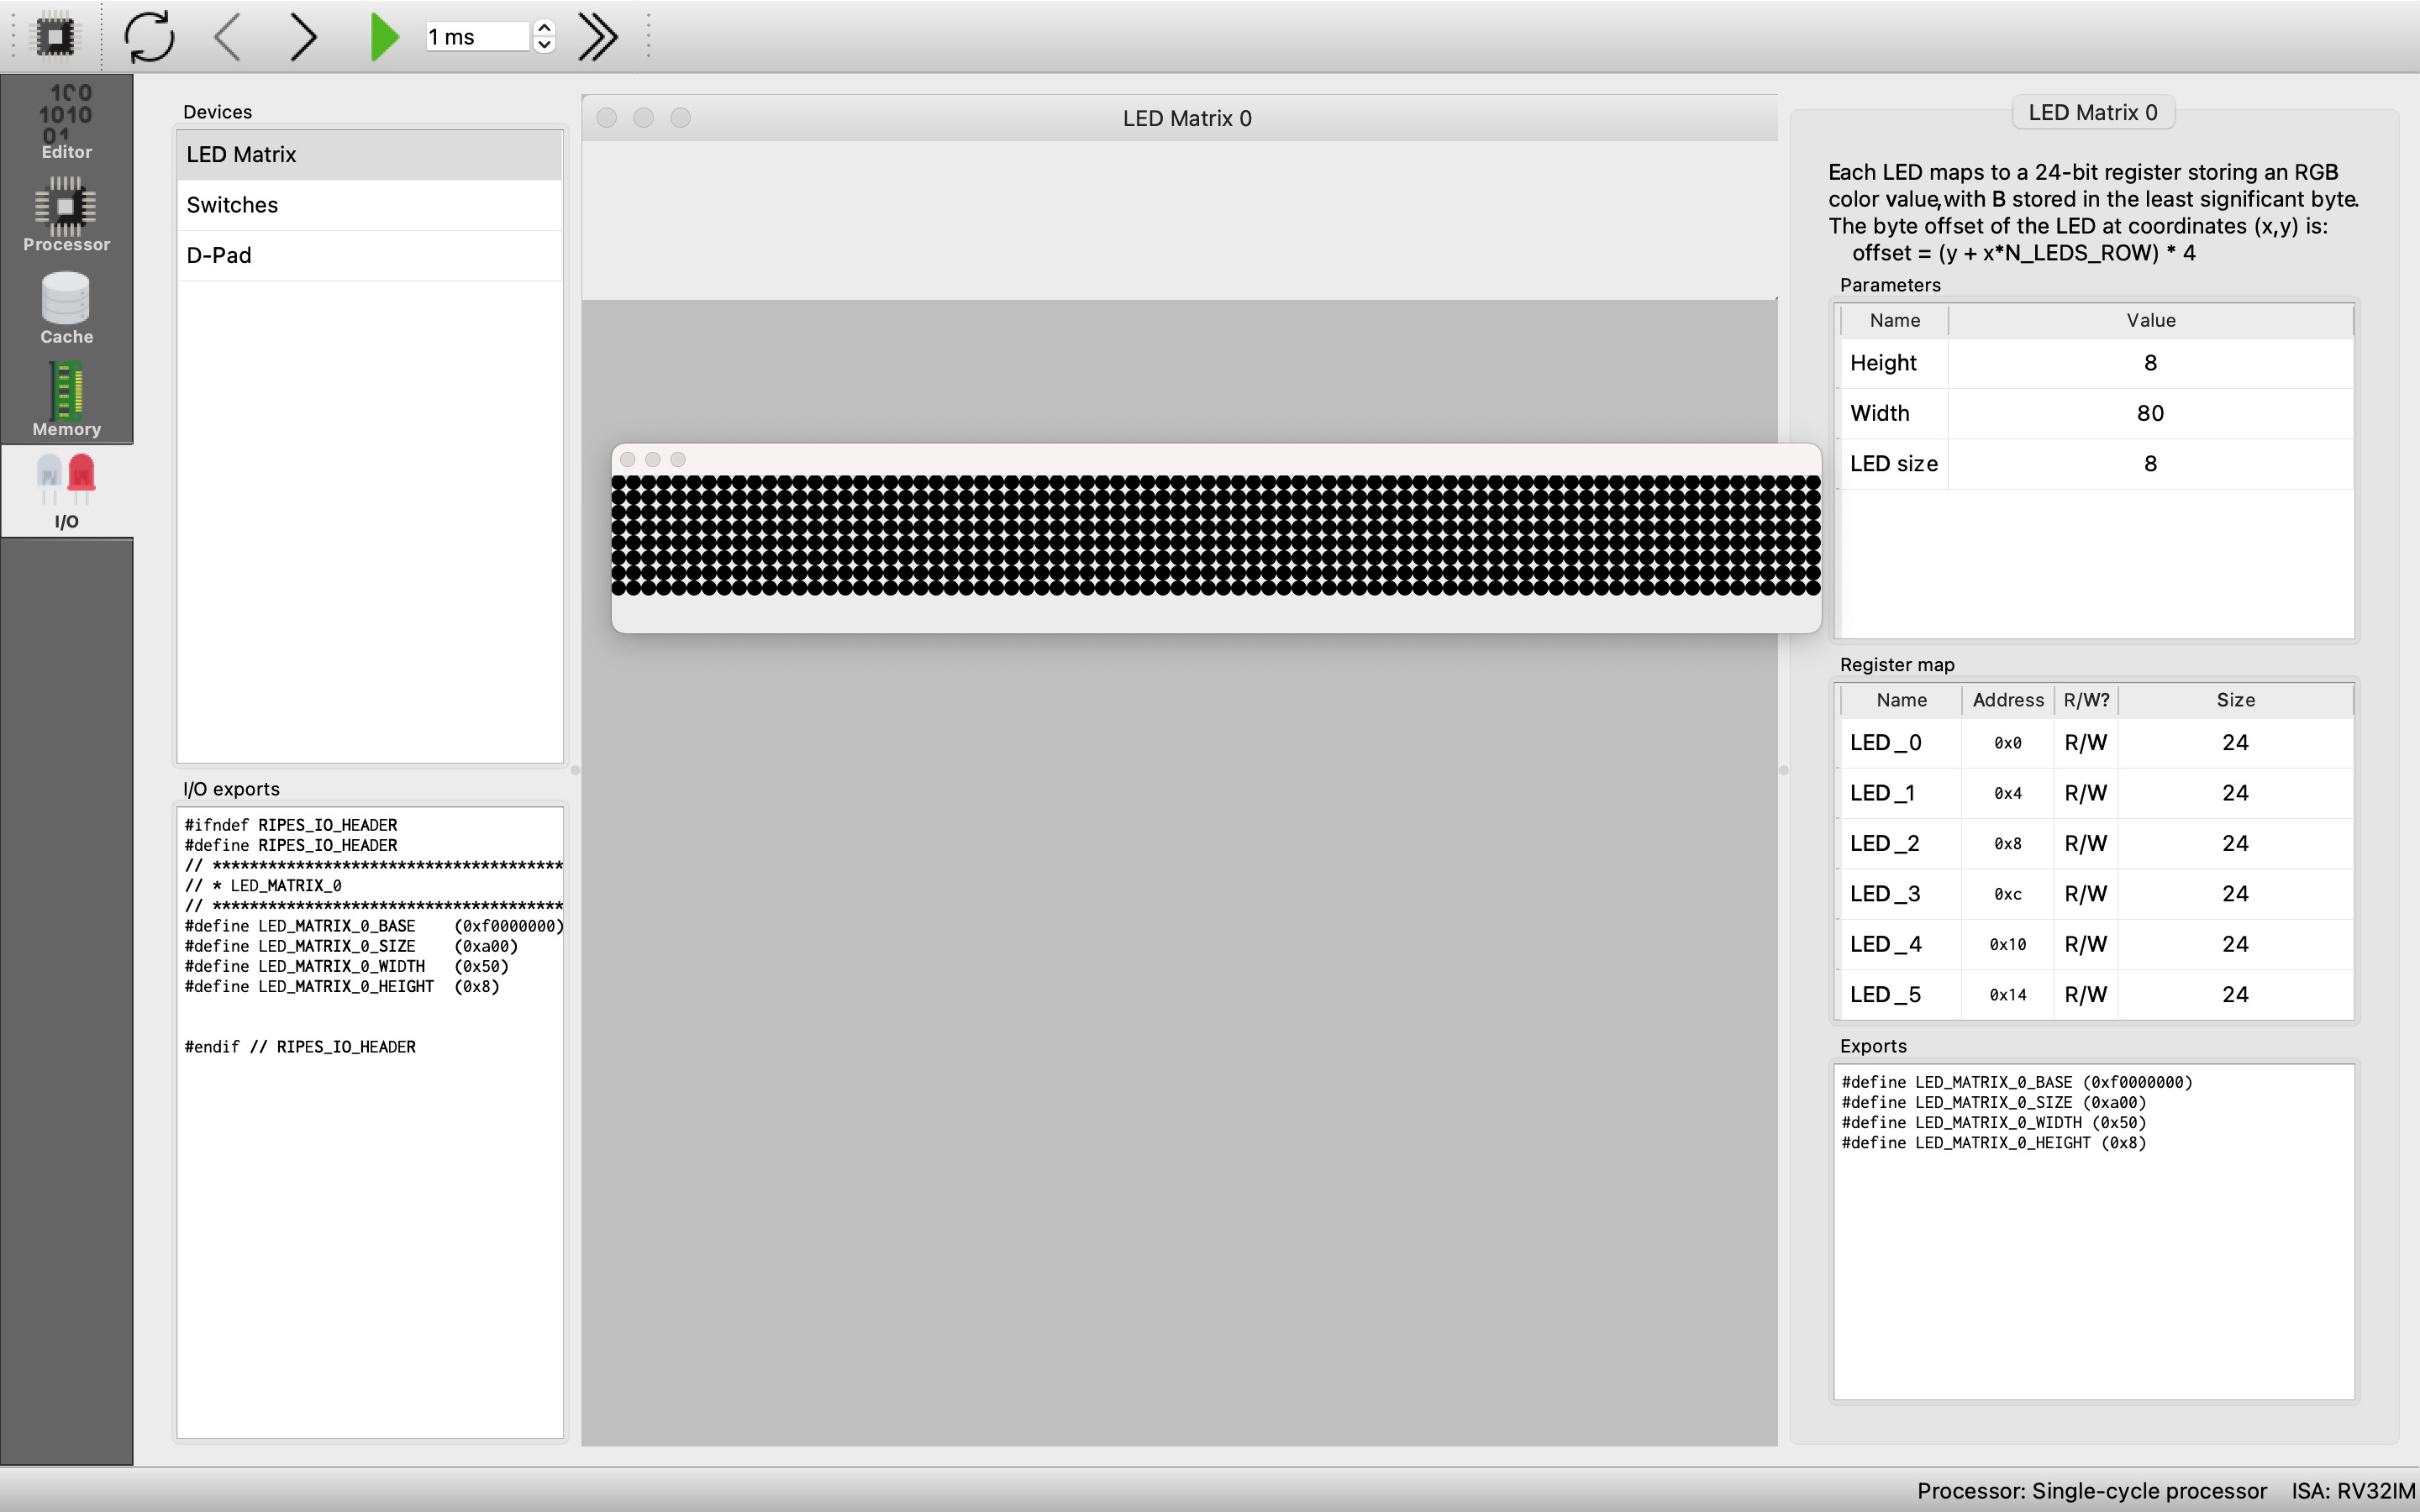 1 ms
Editor
Processor
Cache
Memory
I/O
Devices
LED Matrix
Switches
D-Pad
I/O exports
#ifndef RIPES_IO_HEADER
#define RIPES_IO_HEADER
// **************************************
// * LED_MATRIX_0
// **************************************
#define LED_MATRIX_0_BASE (0xf0000000)
#define LED_MATRIX_0_SIZE (0xa00)
#define LED_MATRIX_0_WIDTH (0x50)
#define LED_MATRIX_0_HEIGHT (0x8)
#endif // RIPES_IO_HEADER
LED Matrix 0
LED Matrix 0
Each LED maps to a 24-bit register storing an RGB
color value, with B stored in the least significant byte.
The byte offset of the LED at coordinates (x,y) is:
offset = (y + x*N_LEDS_ROW) * 4
Parameters
Name Value
Height 8
Width 80
LED size 8
Register map
Name Address R/W? Size
LED_0 0x0 R/W 24
LED_1 0x4 R/W 24
LED_2 0x8 R/W 24
LED_3 0xc R/W 24
LED_4 0x10 R/W 24
LED_5 0x14 R/W 24
Exports
#define LED_MATRIX_0_BASE (0xf0000000)
#define LED_MATRIX_0_SIZE (0xa00)
#define LED_MATRIX_0_WIDTH (0x50)
#define LED_MATRIX_0_HEIGHT (0x8)
Processor: Single-cycle processor ISA: RV32IM